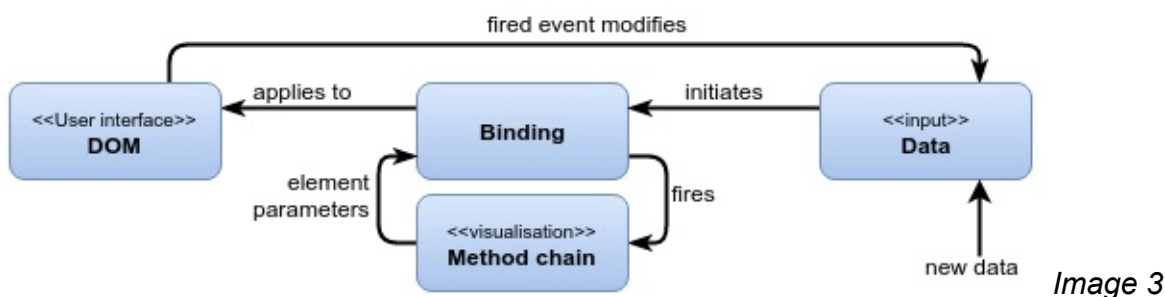 fired event modifies
<<User interface>>
DOM
applies to
Binding
initiates
<<input>>
Data
element
parameters
fires
<<visualisation>>
Method chain
new data
Image 3